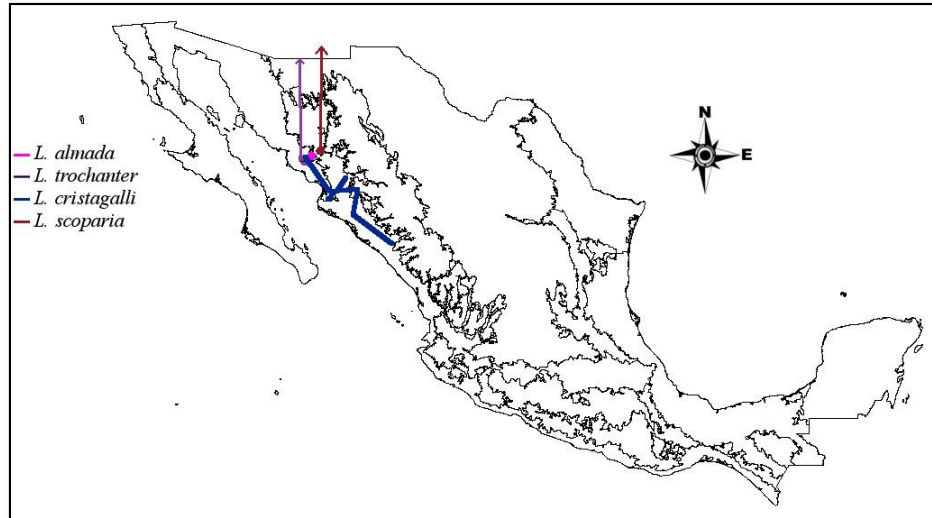 N
E
L. almada
L. trochanter
L. cristagalli
L. scoparia